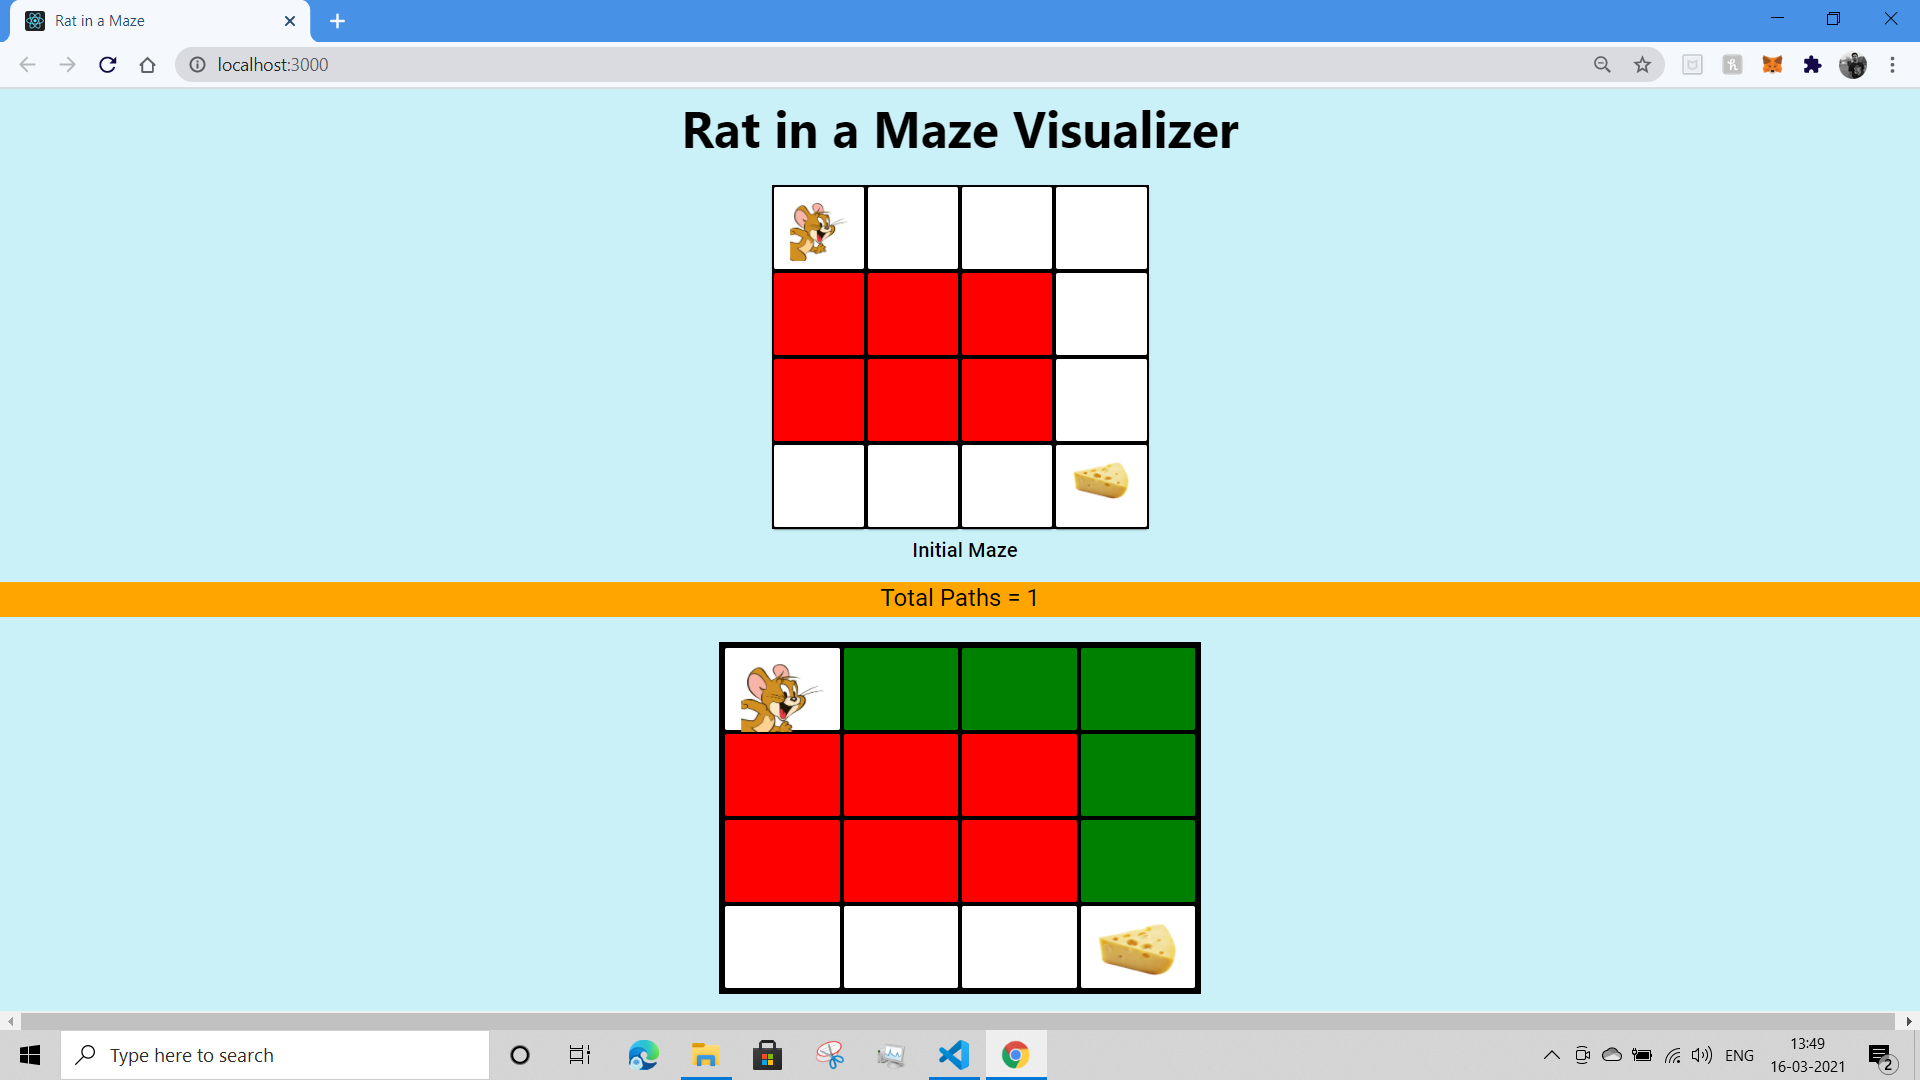 Rat in a Maze
localhost:3000
Rat in a Maze Visualizer
Initial Maze
Total Paths = 1
Type here to search
ENG
13:49
16-03-2021
2